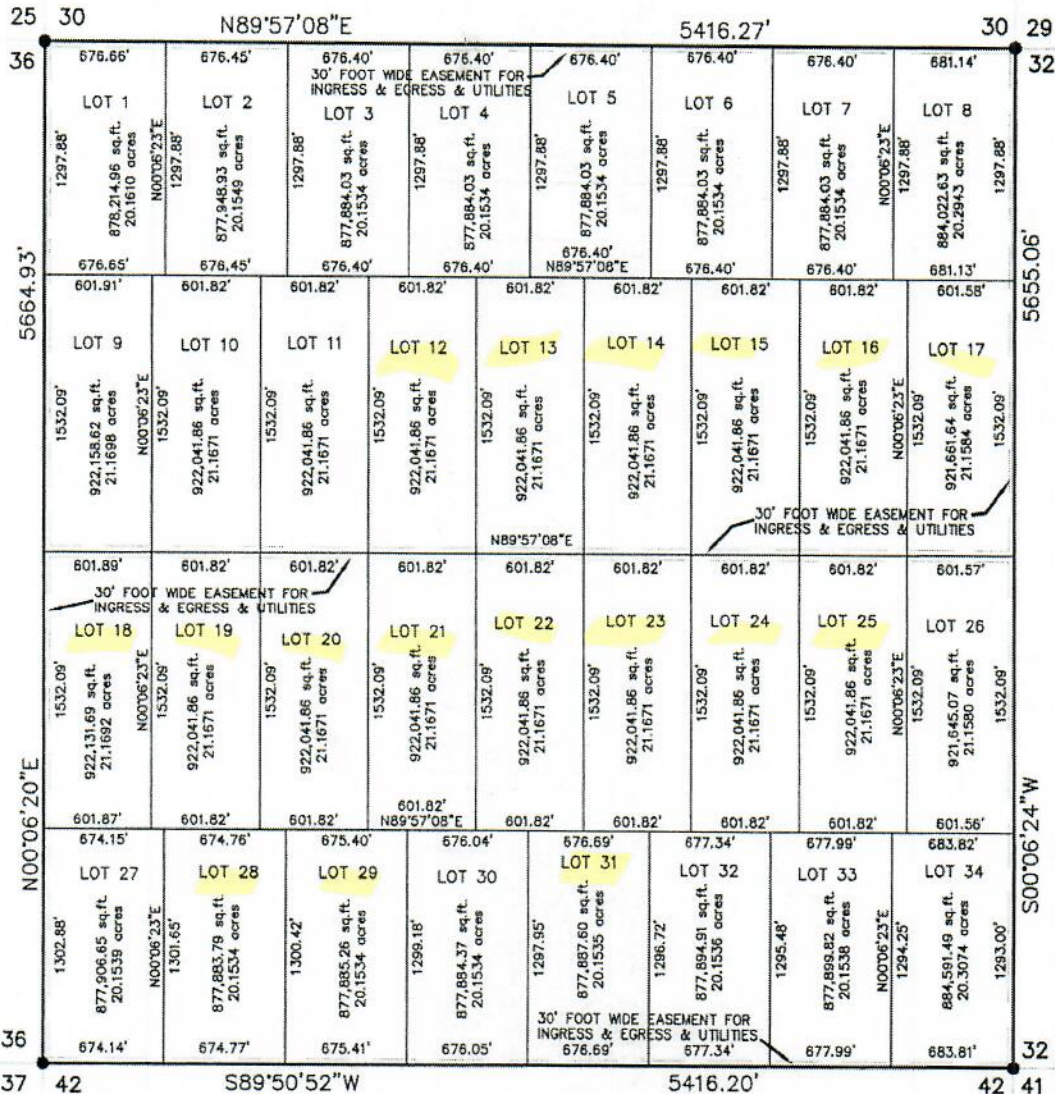 25 30 N89°57'08"E 5416.27' 30 29
36 32
676.66' 676.45' 676.40' 676.40' 676.40' 676.40' 676.40' 681.14'
30' FOOT WIDE EASEMENT FOR
INGRESS & EGRESS & UTILITIES
LOT 1 LOT 2 LOT 3 LOT 4 LOT 5 LOT 6 LOT 7 LOT 8
1297.88'
878,214.96 sq.ft.
20.1610 acres
N00°06'23"E
1297.88'
877,948.93 sq.ft.
20.1549 acres
1297.88'
877,884.03 sq.ft.
20.1534 acres
1297.88'
877,884.03 sq.ft.
20.1534 acres
1297.88'
877,884.03 sq.ft.
20.1534 acres
1297.88'
877,884.03 sq.ft.
20.1534 acres
1297.88'
877,884.03 sq.ft.
20.1534 acres
N00°06'23"E
1297.88'
884,022.63 sq.ft.
20.2943 acres
1297.88'
676.65' 676.45' 676.40' 676.40' 676.40' 676.40' 676.40' 681.13'
N89°57'08"E
5664.93'
5655.06'
601.91' 601.82' 601.82' 601.82' 601.82' 601.82' 601.82' 601.82' 601.58'
LOT 9 LOT 10 LOT 11 LOT 12 LOT 13 LOT 14 LOT 15 LOT 16 LOT 17
1532.09'
922,158.62 sq.ft.
21.1698 acres
N00°06'23"E
1532.09'
922,041.86 sq.ft.
21.1671 acres
922,041.86 sq.ft.
21.1671 acres
1532.09'
922,041.86 sq.ft.
21.1671 acres
1532.09'
922,041.86 sq.ft.
21.1671 acres
1532.09'
922,041.86 sq.ft.
21.1671 acres
1532.09'
922,041.86 sq.ft.
21.1671 acres
1532.09'
922,041.86 sq.ft.
21.1671 acres
N00°06'23"E
1532.09'
921,661.64 sq.ft.
21.1584 acres
1532.09'
30' FOOT WIDE EASEMENT FOR
INGRESS & EGRESS & UTILITIES
N89°57'08"E
601.89' 601.82' 601.82' 601.82' 601.82' 601.82' 601.82' 601.82' 601.57'
30' FOOT WIDE EASEMENT FOR
INGRESS & EGRESS & UTILITIES
LOT 18 LOT 19 LOT 20 LOT 21 LOT 22 LOT 23 LOT 24 LOT 25 LOT 26
1532.09'
922,131.69 sq.ft.
21.1692 acres
N00°06'23"E
1532.09'
922,041.86 sq.ft.
21.1671 acres
1532.09'
922,041.86 sq.ft.
21.1671 acres
1532.09'
922,041.86 sq.ft.
21.1671 acres
1532.09'
922,041.86 sq.ft.
21.1671 acres
1532.09'
922,041.86 sq.ft.
21.1671 acres
1532.09'
922,041.86 sq.ft.
21.1671 acres
1532.09'
922,041.86 sq.ft.
21.1671 acres
N00°06'23"E
1532.09'
921,645.07 sq.ft.
21.1580 acres
1532.09'
601.87' 601.82' 601.82' 601.82' 601.82' 601.82' 601.82' 601.82' 601.56'
N89°57'08"E
N00°06'20"E
S00°06'24"W
674.15' 674.76' 675.40' 676.04' 676.69' 677.34' 677.99' 683.82'
LOT 27 LOT 28 LOT 29 LOT 30 LOT 31 LOT 32 LOT 33 LOT 34
1302.88'
877,906.65 sq.ft.
20.1539 acres
N00°06'23"E
1301.65'
877,883.79 sq.ft.
20.1534 acres
1300.42'
877,885.26 sq.ft.
20.1534 acres
1299.18'
877,884.37 sq.ft.
20.1534 acres
1297.95'
877,887.60 sq.ft.
20.1535 acres
1296.72'
877,894.91 sq.ft.
20.1536 acres
1295.48'
877,899.82 sq.ft.
20.1538 acres
N00°06'23"E
1294.25'
884,591.49 sq.ft.
20.3074 acres
1293.00'
30' FOOT WIDE EASEMENT FOR
INGRESS & EGRESS & UTILITIES
674.14' 674.77' 675.41' 676.05' 676.69' 677.34' 677.99' 683.81'
36 32
37 42 S89°50'52"W 5416.20' 42 41